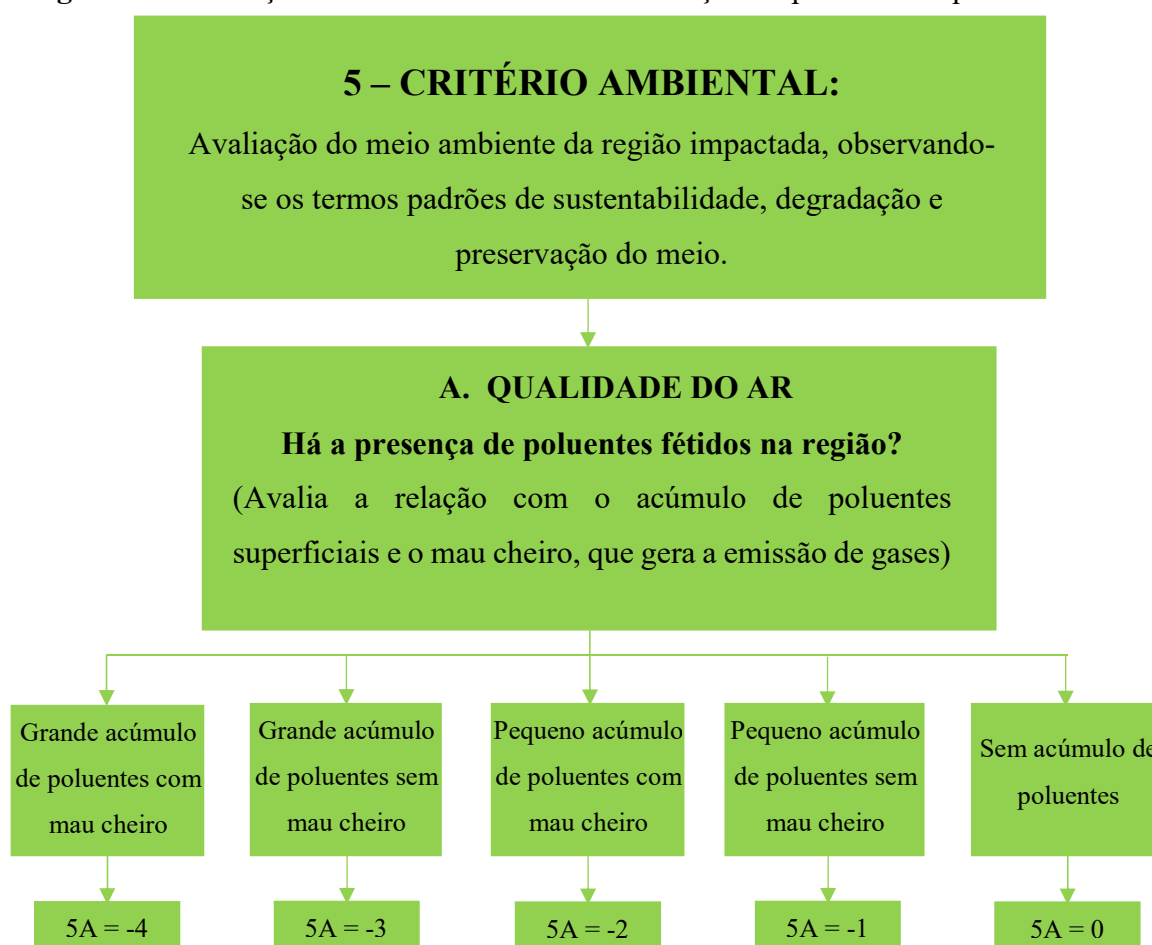 5 – CRITÉRIO AMBIENTAL:
Avaliação do meio ambiente da região impactada, observando-
se os termos padrões de sustentabilidade, degradação e
preservação do meio.
A. QUALIDADE DO AR
Há a presença de poluentes fétidos na região?
(Avalia a relação com o acúmulo de poluentes
superficiais e o mau cheiro, que gera a emissão de gases)
Grande acúmulo
de poluentes com
mau cheiro
Grande acúmulo
de poluentes sem
mau cheiro
Pequeno acúmulo
de poluentes com
mau cheiro
Pequeno acúmulo
de poluentes sem
mau cheiro
Sem acúmulo de
poluentes
5A = -4
5A = -3
5A = -2
5A = -1
5A = 0